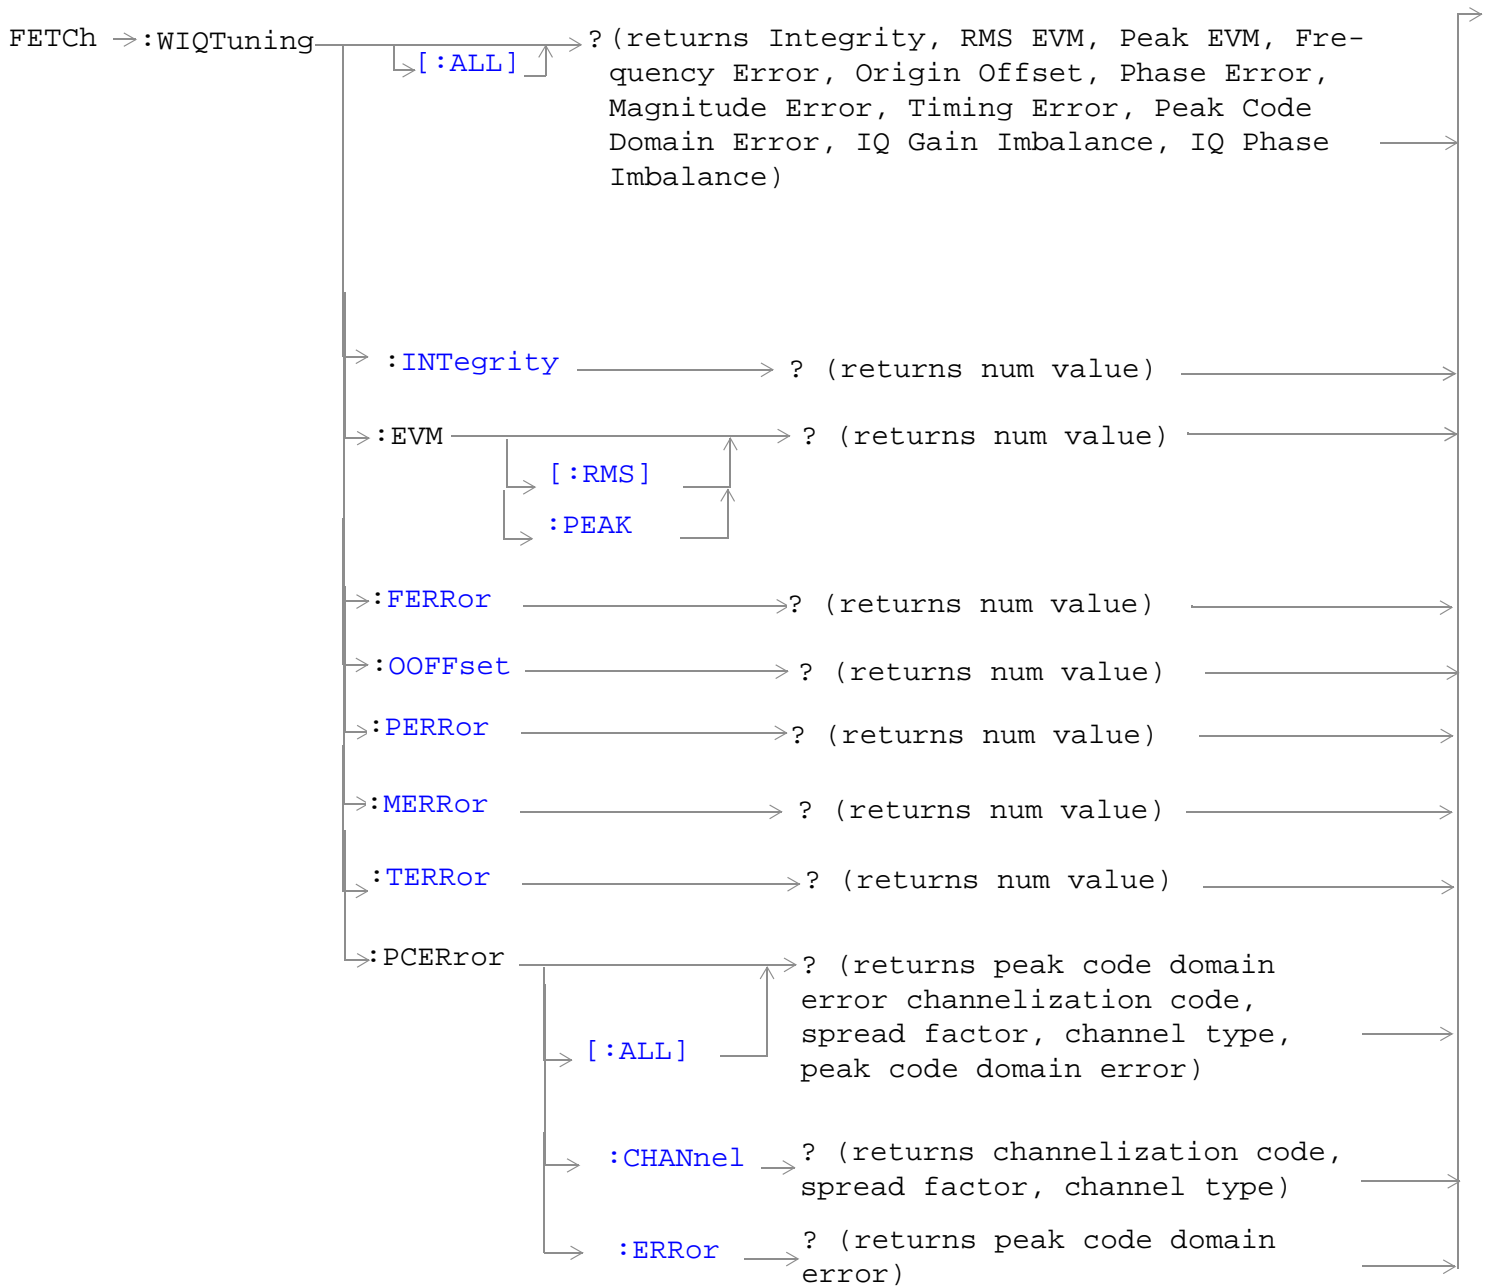 FETCh :WIQTuning [:ALL] ? (returns Integrity, RMS EVM, Peak EVM, Fre-
quency Error, Origin Offset, Phase Error,
Magnitude Error, Timing Error, Peak Code
Domain Error, IQ Gain Imbalance, IQ Phase
Imbalance)
:INTegrity ? (returns num value)
:EVM ? (returns num value)
[:RMS]
:PEAK
:FERRor ? (returns num value)
:OOFFset ? (returns num value)
:PERRor ? (returns num value)
:MERRor ? (returns num value)
:TERRor ? (returns num value)
:PCERror ? (returns peak code domain
error channelization code,
spread factor, channel type,
[:ALL]
peak code domain error)
:CHANnel ? (returns channelization code,
spread factor, channel type)
:ERRor ? (returns peak code domain
error)